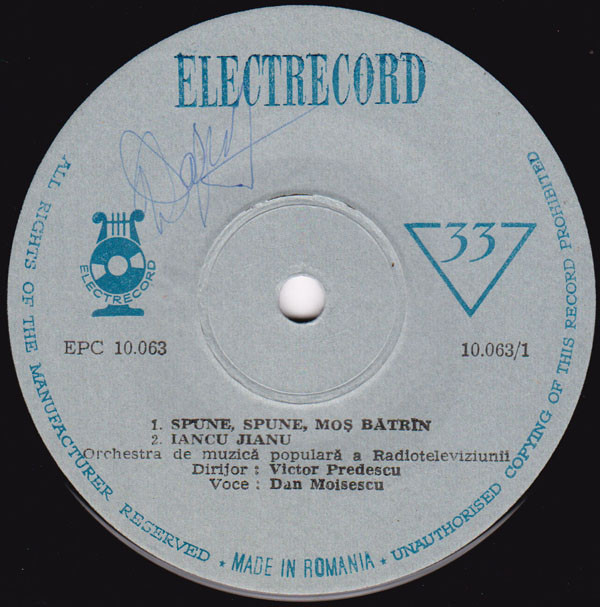 ELECTRECORD
ELECTRECORD
33
EPC 10.063
10.063/1
1. SPUNE, SPUNE, MOȘ BĂTRÎN
2. IANCU JIANU
Orchestra de muzică populară a Radioteleviziunii
Dirijor : Victor Predescu
Voce : Dan Moisescu
ALL RIGHTS OF THE MANUFACTURER RESERVED ★ MADE IN ROMANIA ★ UNAUTHORISED COPYING OF THIS RECORD PROHIBITED